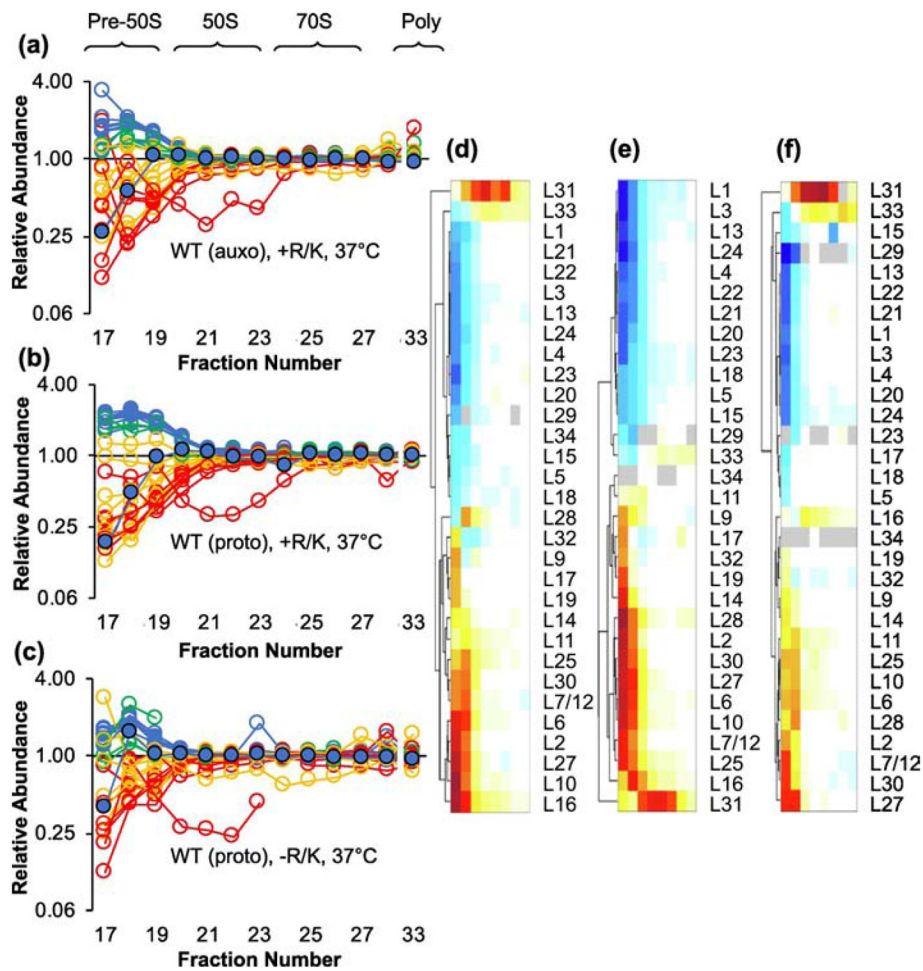 Pre-50S 50S 70S Poly
(a)
4.00
1.00
0.25
0.06
Relative Abundance
WT (auxo), +R/K, 37°C
17 19 21 23 25 27 33
Fraction Number
(b)
4.00
1.00
0.25
0.06
Relative Abundance
WT (proto), +R/K, 37°C
17 19 21 23 25 27 33
Fraction Number
(c)
4.00
1.00
0.25
0.06
Relative Abundance
WT (proto), -R/K, 37°C
17 19 21 23 25 27 33
Fraction Number
(d)
L31
L33
L1
L21
L22
L3
L13
L24
L4
L23
L20
L29
L34
L15
L5
L18
L28
L32
L9
L17
L19
L14
L11
L25
L30
L7/12
L6
L2
L27
L10
L16
(e)
L1
L3
L13
L24
L4
L22
L21
L20
L23
L18
L5
L15
L29
L33
L34
L11
L9
L17
L32
L19
L14
L28
L2
L30
L27
L6
L10
L7/12
L25
L16
L31
(f)
L31
L33
L15
L29
L13
L22
L21
L1
L3
L4
L20
L24
L23
L17
L18
L5
L16
L34
L19
L32
L9
L14
L11
L25
L10
L6
L28
L2
L7/12
L30
L27